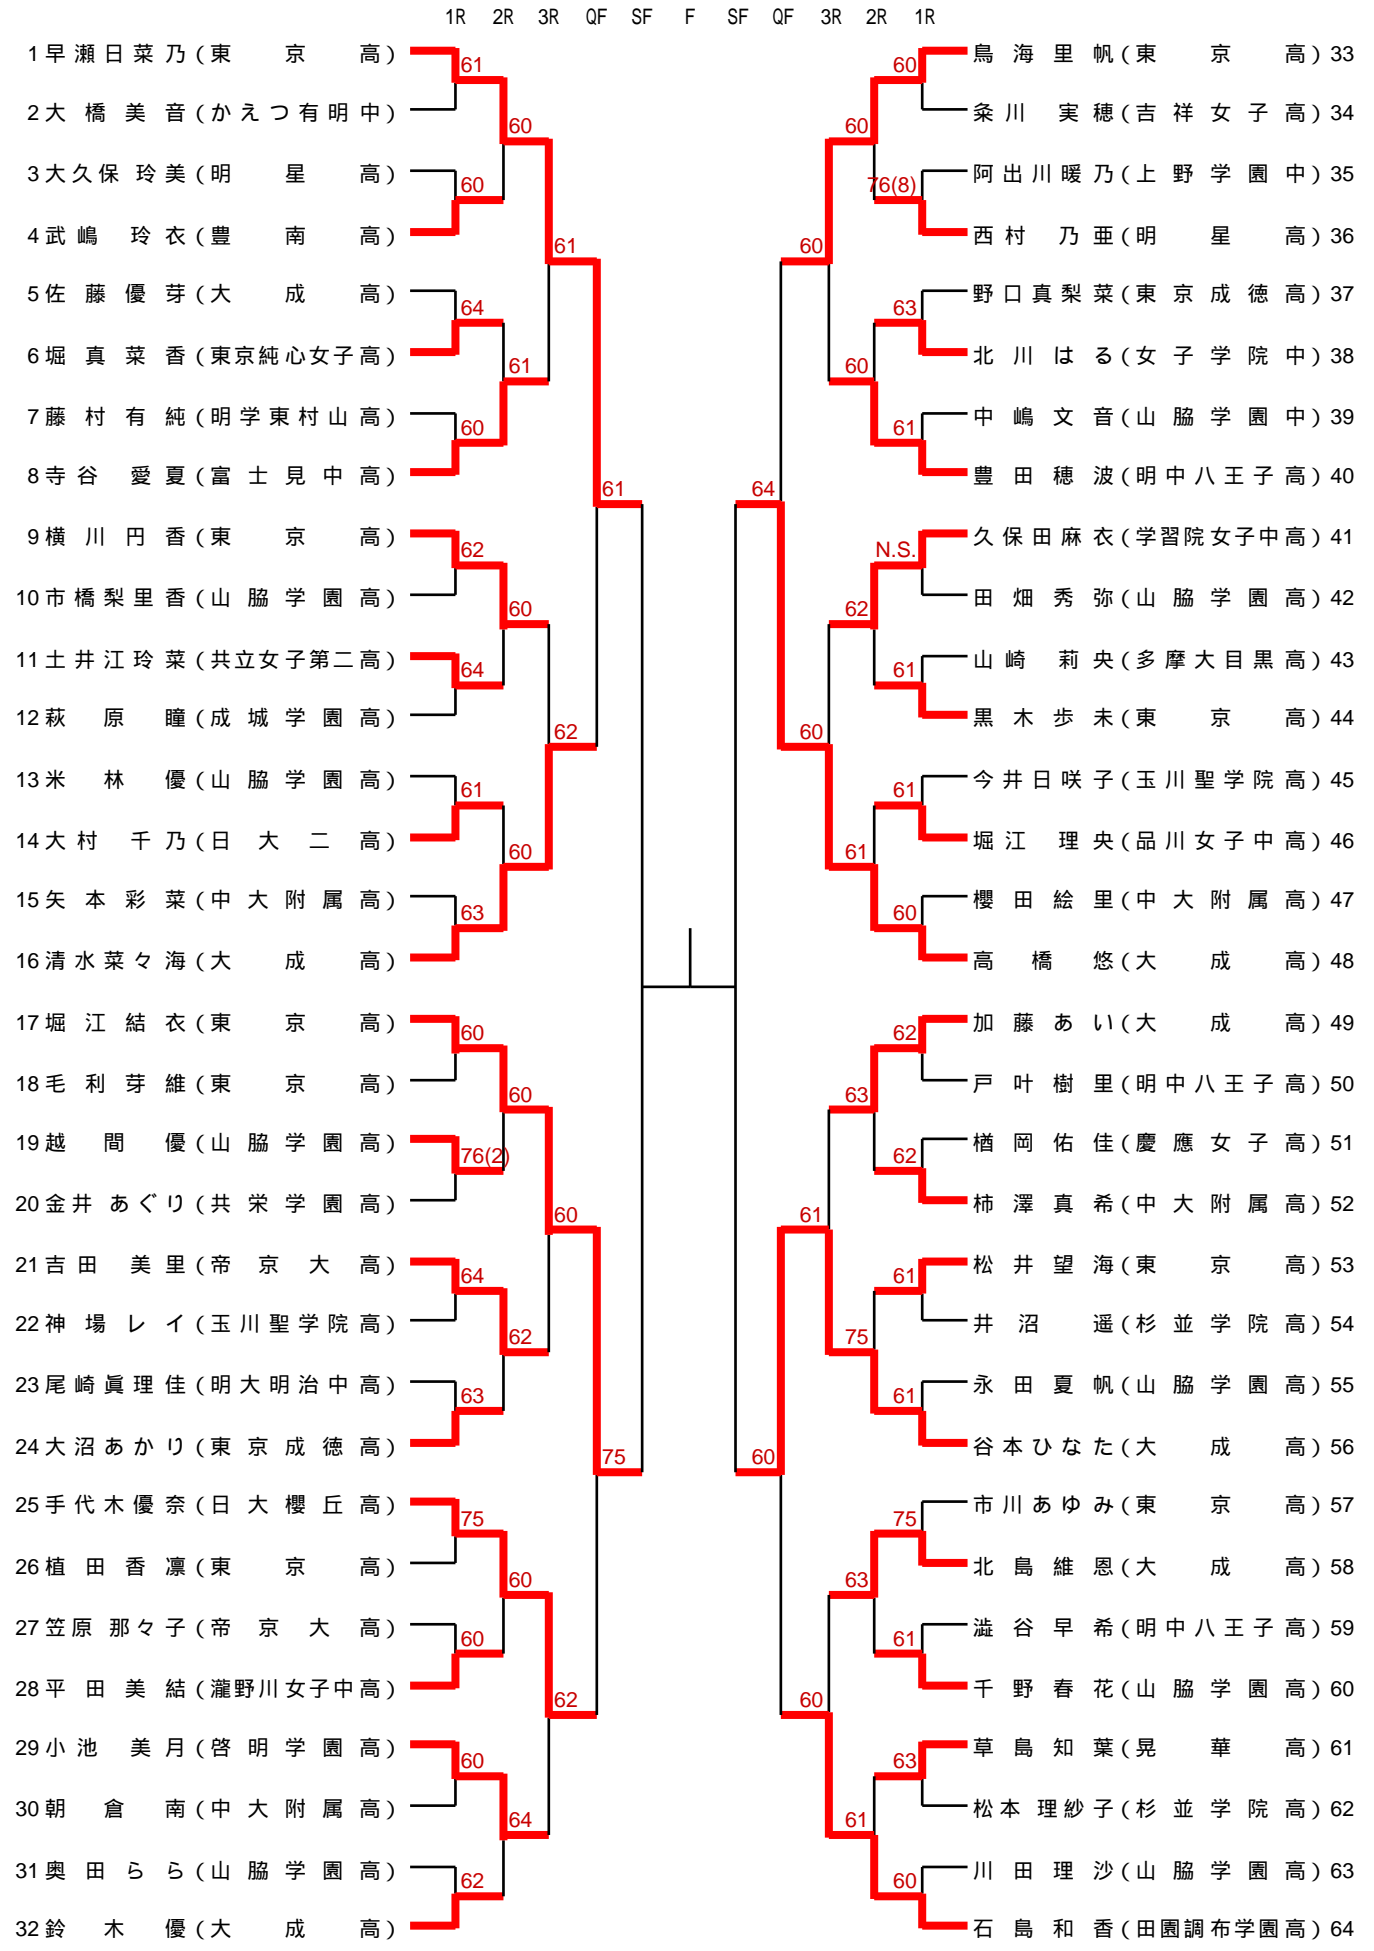 1R 2R 3R QF SF F SF QF 3R 2R 1R
1 早瀬日菜乃 (東京高)
61
2 大橋美音 (かえつ有明中)
60
3 大久保玲美 (明星高)
60
4 武嶋玲衣 (豊南高)
61
5 佐藤優芽 (大成高)
64
6 堀真菜香 (東京純心女子高)
61
7 藤村有純 (明学東村山高)
60
8 寺谷愛夏 (富士見中高)
61
9 横川円香 (東京高)
62
10 市橋梨里香 (山脇学園高)
60
11 土井江玲菜 (共立女子第二高)
64
12 萩原瞳 (成城学園高)
62
13 米林優 (山脇学園高)
61
14 大村千乃 (日大二高)
60
15 矢本彩菜 (中大附属高)
63
16 清水菜々海 (大成高)
17 堀江結衣 (東京高)
60
18 毛利芽維 (東京高)
60
19 越間優 (山脇学園高)
76(2)
20 金井あぐり (共栄学園高)
60
21 吉田美里 (帝京大高)
64
22 神場レイ (玉川聖学院高)
62
23 尾崎眞理佳 (明大明治中高)
63
24 大沼あかり (東京成徳高)
75
25 手代木優奈 (日大櫻丘高)
75
26 植田香凛 (東京高)
60
27 笠原那々子 (帝京大高)
60
28 平田美結 (瀧野川女子中高)
62
29 小池美月 (啓明学園高)
60
30 朝倉南 (中大附属高)
64
31 奥田らら (山脇学園高)
62
32 鈴木優 (大成高)
鳥海里帆 (東京高) 33
60
粂川実穂 (吉祥女子高) 34
60
阿出川暖乃 (上野学園中) 35
76(8)
西村乃亜 (明星高) 36
60
野口真梨菜 (東京成徳高) 37
63
北川はる (女子学院中) 38
60
中嶋文音 (山脇学園中) 39
61
豊田穂波 (明中八王子高) 40
64
久保田麻衣 (学習院女子中高) 41
N.S.
田畑秀弥 (山脇学園高) 42
62
山崎莉央 (多摩大目黒高) 43
61
黒木歩未 (東京高) 44
60
今井日咲子 (玉川聖学院高) 45
61
堀江理央 (品川女子中高) 46
61
櫻田絵里 (中大附属高) 47
60
高橋悠 (大成高) 48
加藤あい (大成高) 49
62
戸叶樹里 (明中八王子高) 50
63
楢岡佑佳 (慶應女子高) 51
62
柿澤真希 (中大附属高) 52
61
松井望海 (東京高) 53
61
井沼遥 (杉並学院高) 54
75
永田夏帆 (山脇学園高) 55
61
谷本ひなた (大成高) 56
60
市川あゆみ (東京高) 57
75
北島維恩 (大成高) 58
63
澁谷早希 (明中八王子高) 59
61
千野春花 (山脇学園高) 60
60
草島知葉 (晃華高) 61
63
松本理紗子 (杉並学院高) 62
61
川田理沙 (山脇学園高) 63
60
石島和香 (田園調布学園高) 64